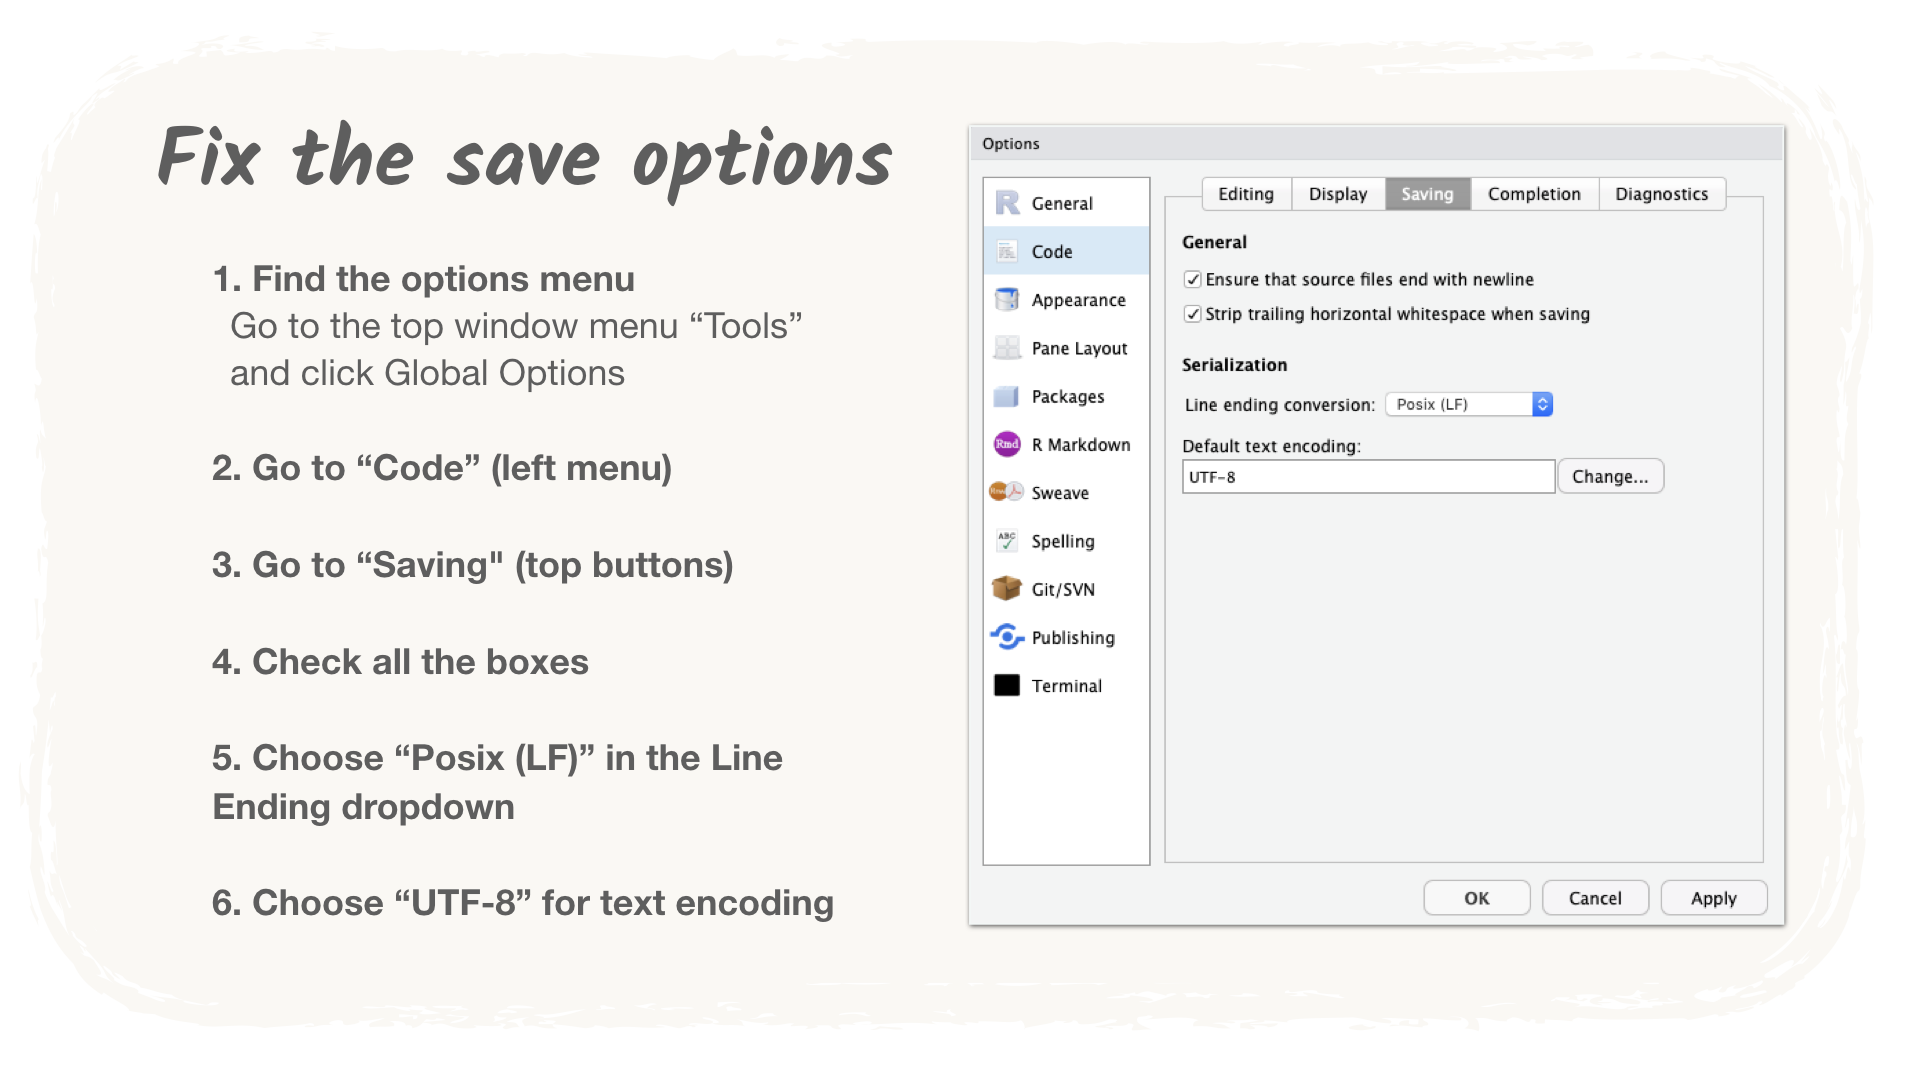 Fix the save options
1. Find the options menu
Go to the top window menu “Tools”
and click Global Options
2. Go to “Code” (left menu)
3. Go to “Saving" (top buttons)
4. Check all the boxes
5. Choose “Posix (LF)” in the Line
Ending dropdown
6. Choose “UTF-8” for text encoding
Options
General
Code
Appearance
Pane Layout
Packages
Rmd R Markdown
Sweave
ABC Spelling
Git/SVN
Publishing
Terminal
Editing Display Saving Completion Diagnostics
General
Ensure that source files end with newline
Strip trailing horizontal whitespace when saving
Serialization
Line ending conversion: Posix (LF)
Default text encoding:
UTF-8 Change...
OK Cancel Apply